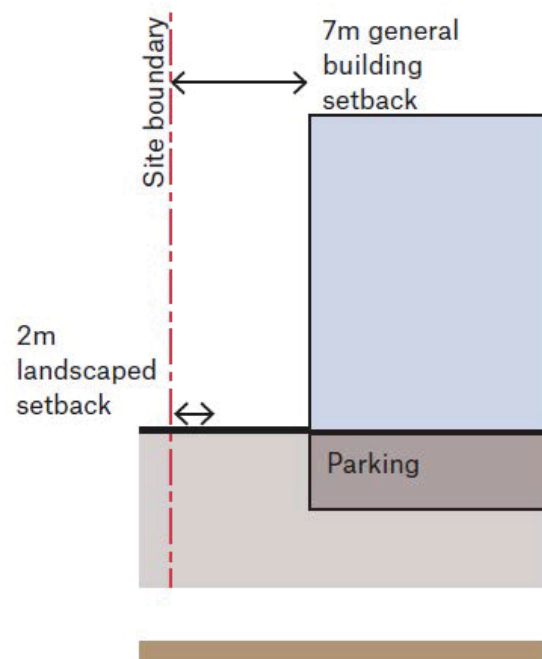 Site boundary
7m general
building
setback
2m
landscaped
setback
Parking